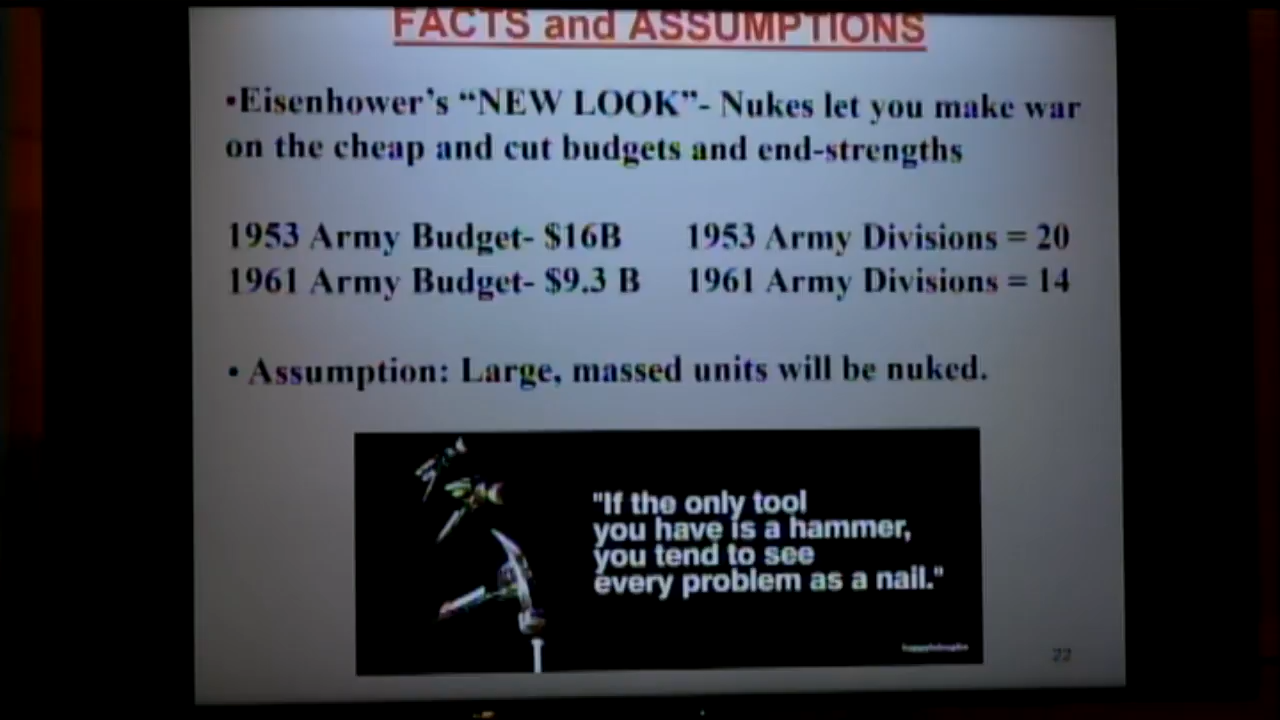 FACTS and ASSUMPTIONS
•Eisenhower's “NEW LOOK”- Nukes let you make war
on the cheap and cut budgets and end-strengths
1953 Army Budget- $16B 1953 Army Divisions = 20
1961 Army Budget- $9.3 B 1961 Army Divisions = 14
• Assumption: Large, massed units will be nuked.
"If the only tool
you have is a hammer,
you tend to see
every problem as a nail."
22